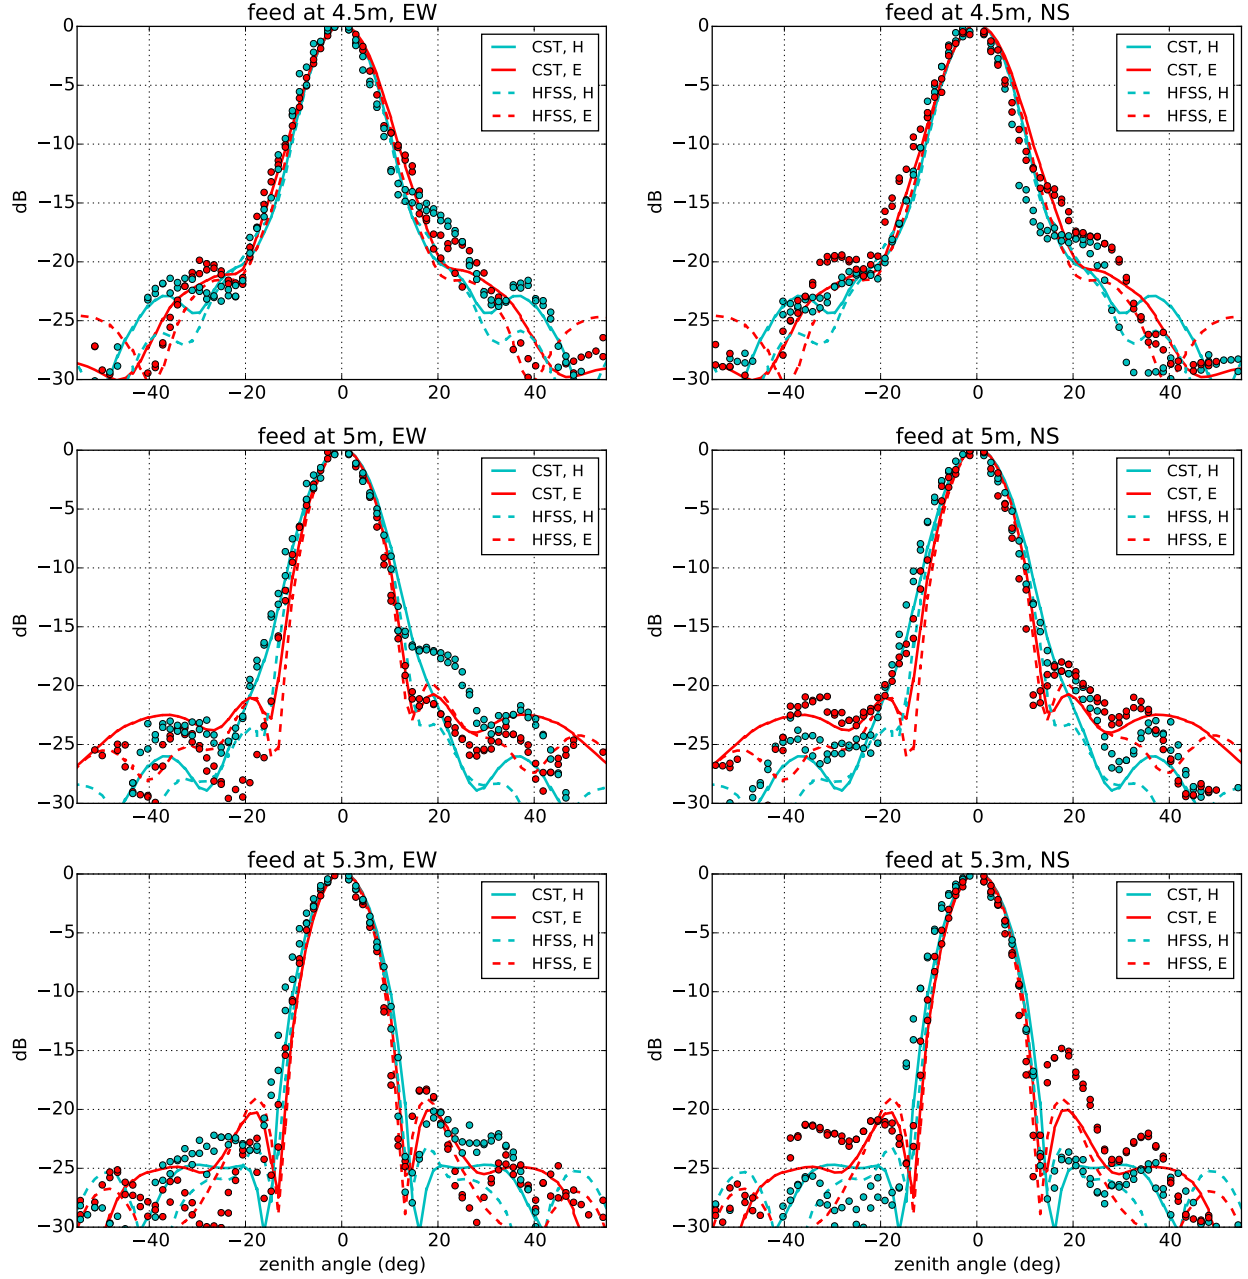 feed at 4.5m, EW
0
−5
−10
−15
−20
−25
−30
dB
−40 −20 0 20 40
CST, H
CST, E
HFSS, H
HFSS, E
feed at 4.5m, NS
0
−5
−10
−15
−20
−25
−30
dB
−40 −20 0 20 40
CST, H
CST, E
HFSS, H
HFSS, E
feed at 5m, EW
0
−5
−10
−15
−20
−25
−30
dB
−40 −20 0 20 40
CST, H
CST, E
HFSS, H
HFSS, E
feed at 5m, NS
0
−5
−10
−15
−20
−25
−30
dB
−40 −20 0 20 40
CST, H
CST, E
HFSS, H
HFSS, E
feed at 5.3m, EW
0
−5
−10
−15
−20
−25
−30
dB
−40 −20 0 20 40
zenith angle (deg)
CST, H
CST, E
HFSS, H
HFSS, E
feed at 5.3m, NS
0
−5
−10
−15
−20
−25
−30
dB
−40 −20 0 20 40
zenith angle (deg)
CST, H
CST, E
HFSS, H
HFSS, E